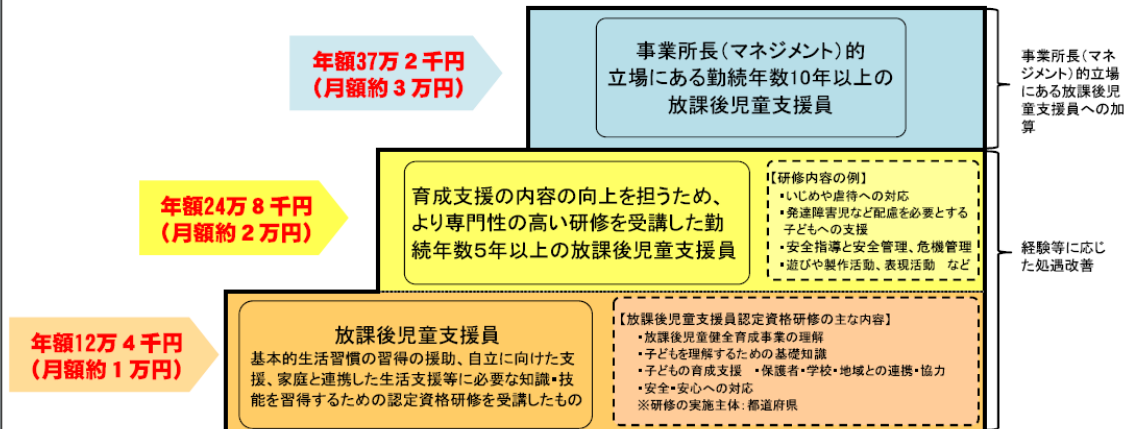 年額37万２千円
（月額約３万円）
事業所長（マネジメント）的
立場にある勤続年数10年以上の
放課後児童支援員
事業所長（マネ
ジメント）的立場
にある放課後児
童支援員への加
算
年額24万８千円
（月額約２万円）
育成支援の内容の向上を担うため、
より専門性の高い研修を受講した勤
続年数５年以上の放課後児童支援員
【研修内容の例】
・いじめや虐待への対応
・発達障害児など配慮を必要とする
子どもへの支援
・安全指導と安全管理、危機管理
・遊びや製作活動、表現活動　など
経験等に応じ
た処遇改善
年額12万４千円
（月額約１万円）
放課後児童支援員
基本的生活習慣の習得の援助、自立に向けた支
援、家庭と連携した生活支援等に必要な知識・技
能を習得するための認定資格研修を受講したもの
【放課後児童支援員認定資格研修の主な内容】
・放課後児童健全育成事業の理解
・子どもを理解するための基礎知識
・子どもの育成支援　・保護者・学校・地域との連携・協力
・安全・安心への対応
※研修の実施主体：都道府県